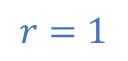 r = 1